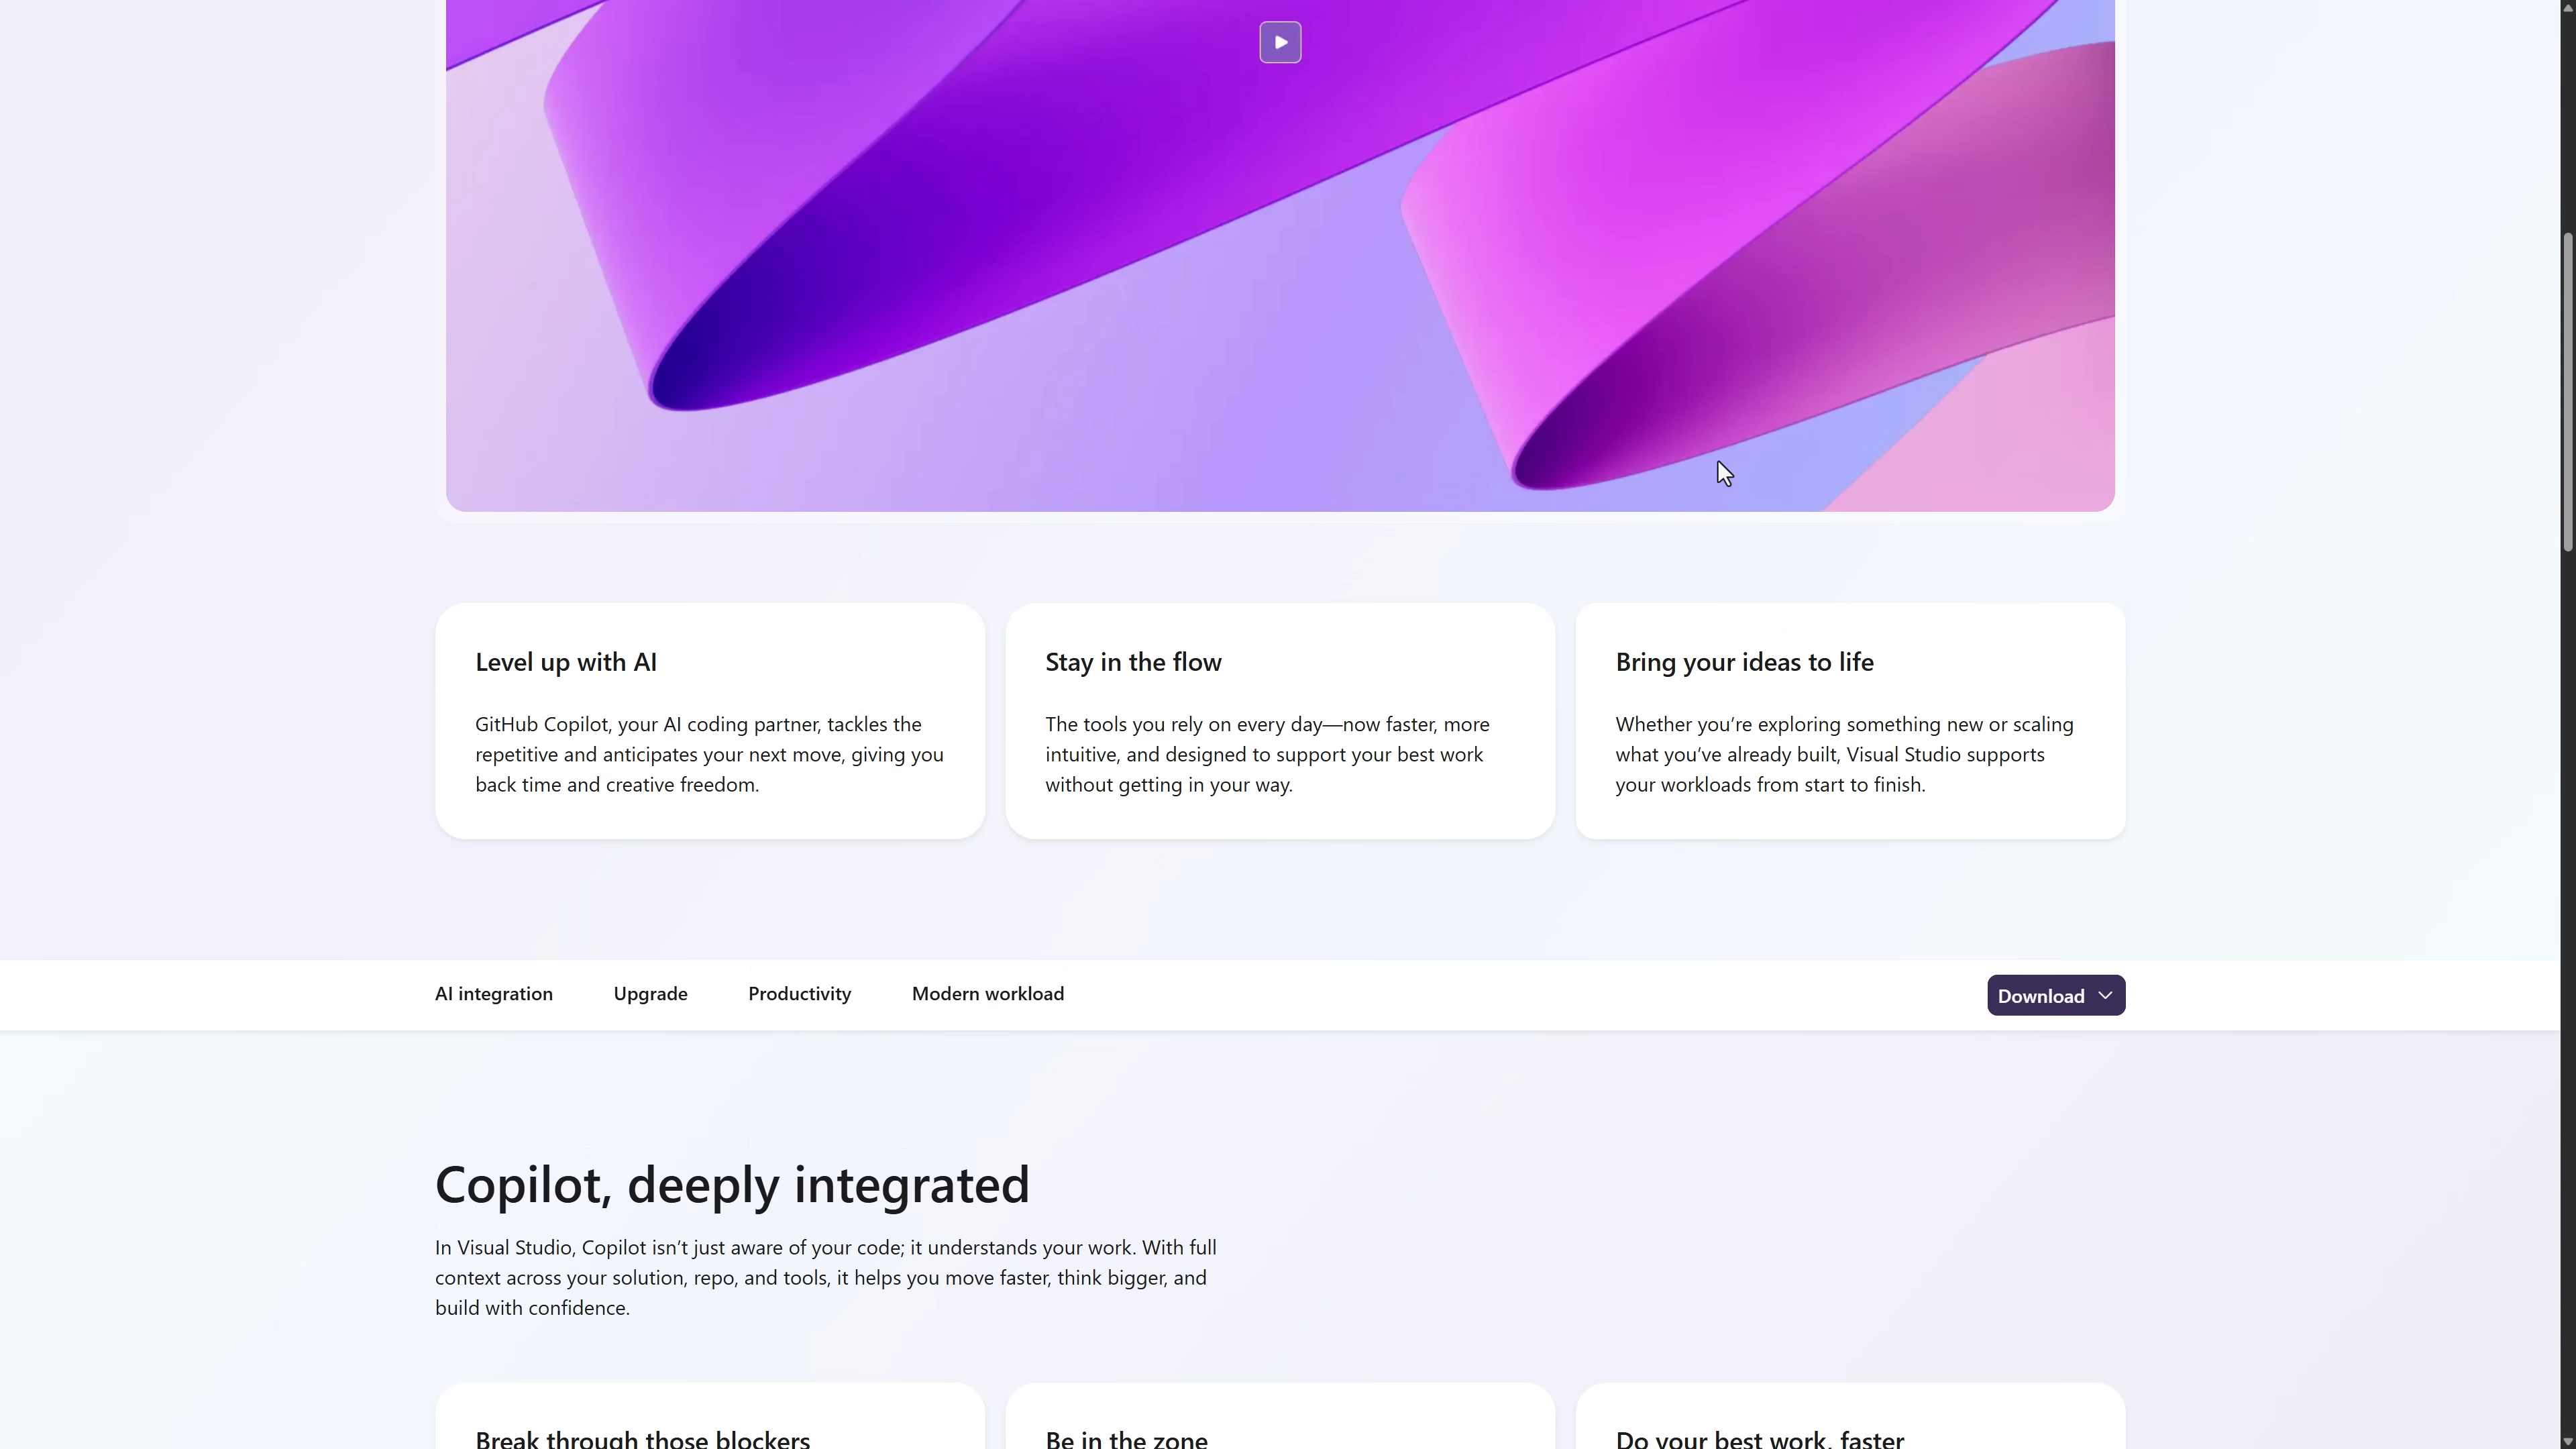 Level up with AI
GitHub Copilot, your AI coding partner, tackles the
repetitive and anticipates your next move, giving you
back time and creative freedom.
Stay in the flow
The tools you rely on every day—now faster, more
intuitive, and designed to support your best work
without getting in your way.
Bring your ideas to life
Whether you’re exploring something new or scaling
what you’ve already built, Visual Studio supports
your workloads from start to finish.
AI integration
Upgrade
Productivity
Modern workload
Download
Copilot, deeply integrated
In Visual Studio, Copilot isn’t just aware of your code; it understands your work. With full
context across your solution, repo, and tools, it helps you move faster, think bigger, and
build with confidence.
Break through those blockers
Be in the zone
Do your best work, faster